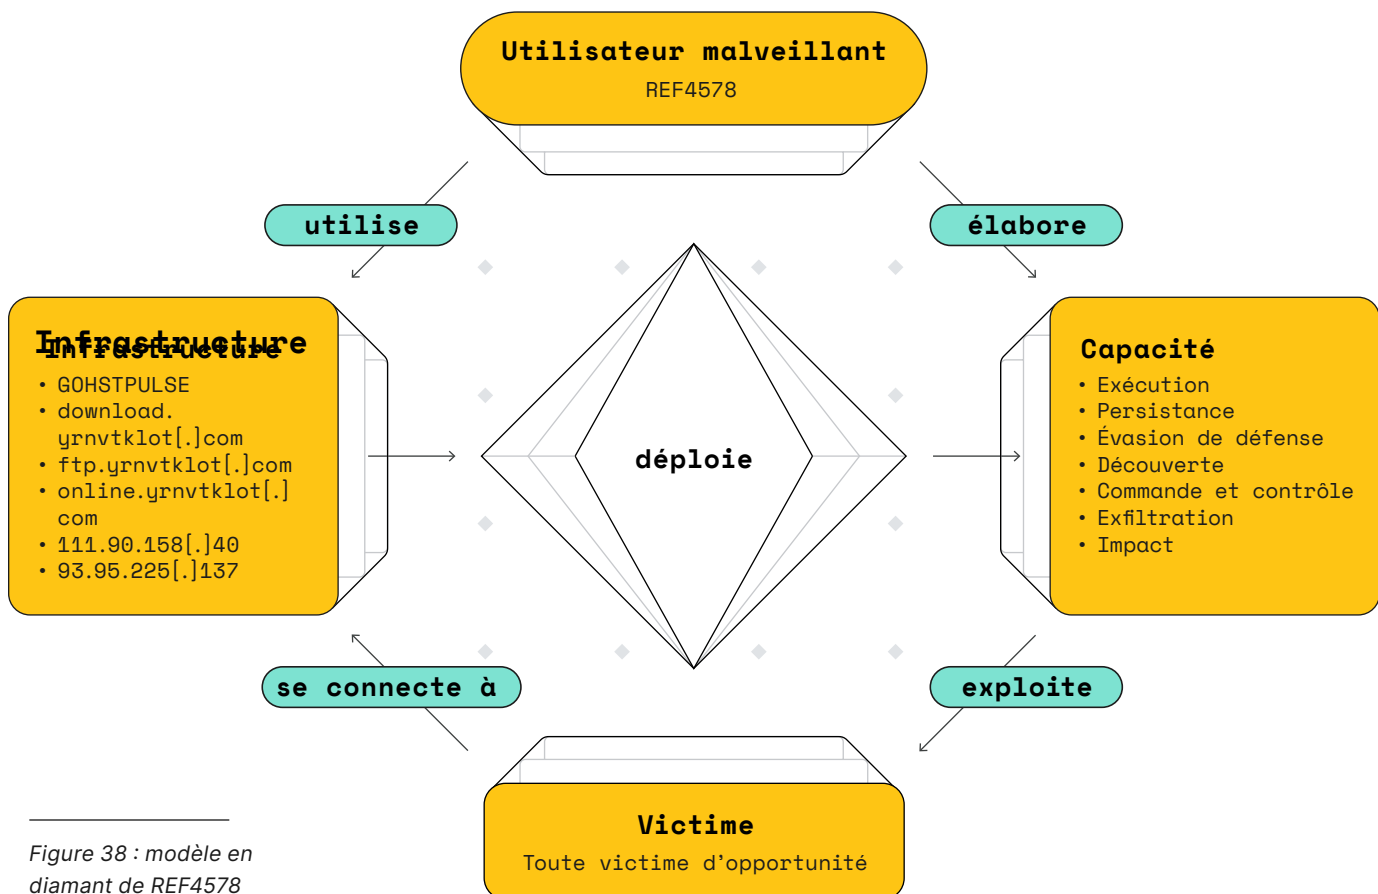 Utilisateur malveillant
REF4578
utilise
élabore
Infrastructure
Infrastructure
• GOHSTPULSE
• download.
yrnvtklot[.]com
• ftp.yrnvtklot[.]com
• online.yrnvtklot[.]
com
• 111.90.158[.]40
• 93.95.225[.]137
déploie
Capacité
• Exécution
• Persistance
• Évasion de défense
• Découverte
• Commande et contrôle
• Exfiltration
• Impact
se connecte à
exploite
Victime
Toute victime d’opportunité
Figure 38 : modèle en
diamant de REF4578